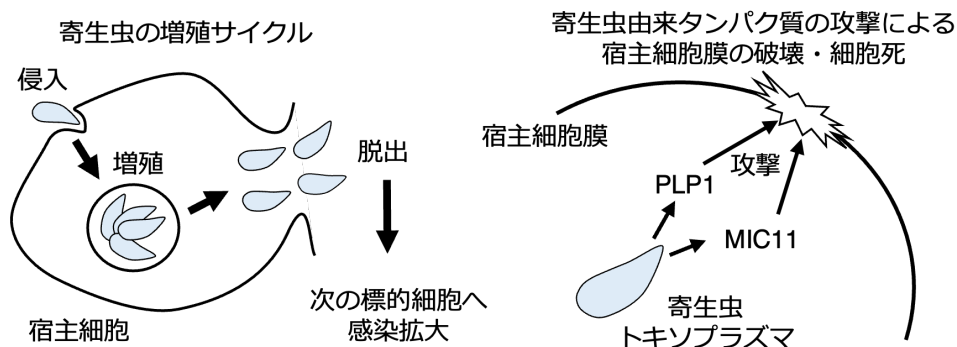 寄生虫の増殖サイクル
侵入
増殖
脱出
次の標的細胞へ
感染拡大
宿主細胞
寄生虫由来タンパク質の攻撃による
宿主細胞膜の破壊・細胞死
宿主細胞膜
攻撃
PLP1
MIC11
寄生虫
トキソプラズマ